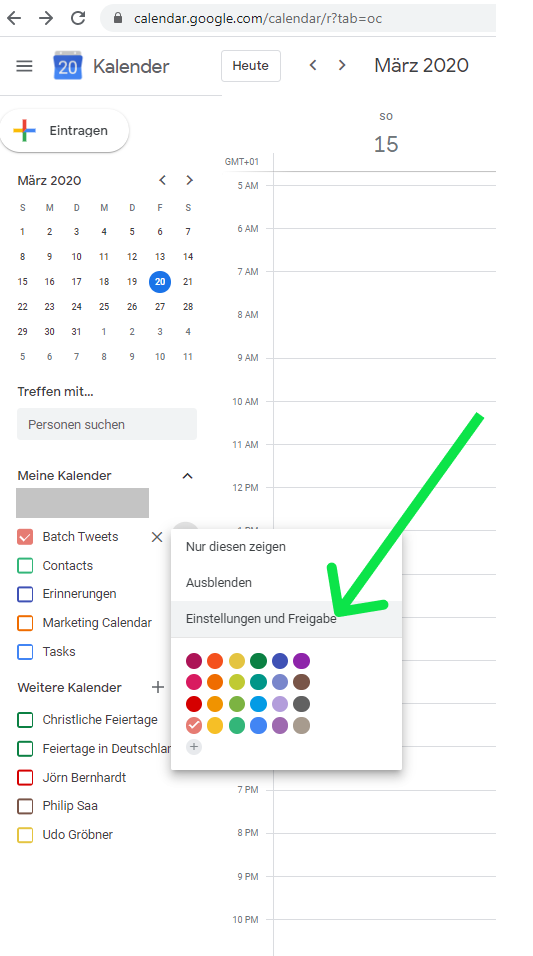 calendar.google.com/calendar/r?tab=oc
20 Kalender
Heute
März 2020
Eintragen
SO
15
GMT+01
März 2020
S M D M D F S
1 2 3 4 5 6 7
8 9 10 11 12 13 14
15 16 17 18 19 20 21
22 23 24 25 26 27 28
29 30 31 1 2 3 4
5 6 7 8 9 10 11
Treffen mit...
Personen suchen
Meine Kalender
Batch Tweets
Contacts
Erinnerungen
Marketing Calendar
Tasks
Weitere Kalender
Christliche Feiertage
Feiertage in Deutschlan
Jörn Bernhardt
Philip Saa
Udo Gröbner
Nur diesen zeigen
Ausblenden
Einstellungen und Freigabe
5 AM
6 AM
7 AM
8 AM
9 AM
10 AM
11 AM
12 PM
7 PM
8 PM
9 PM
10 PM